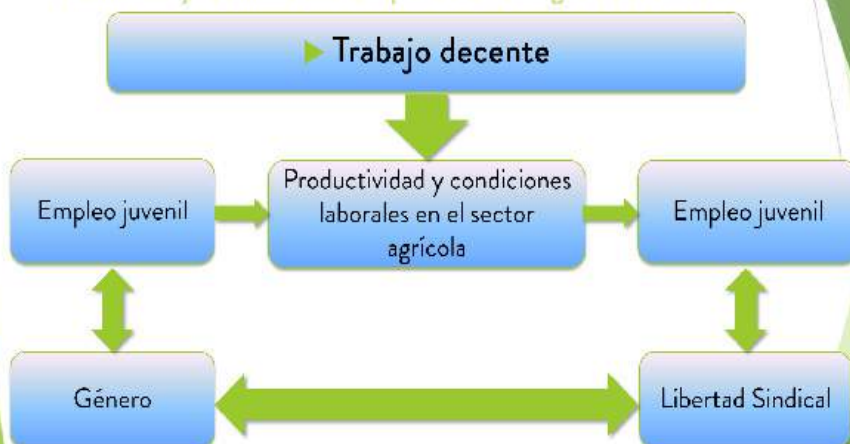 Trabajo decente
Empleo juvenil
Productividad y condiciones
laborales en el sector
agrícola
Empleo juvenil
Género
Libertad Sindical